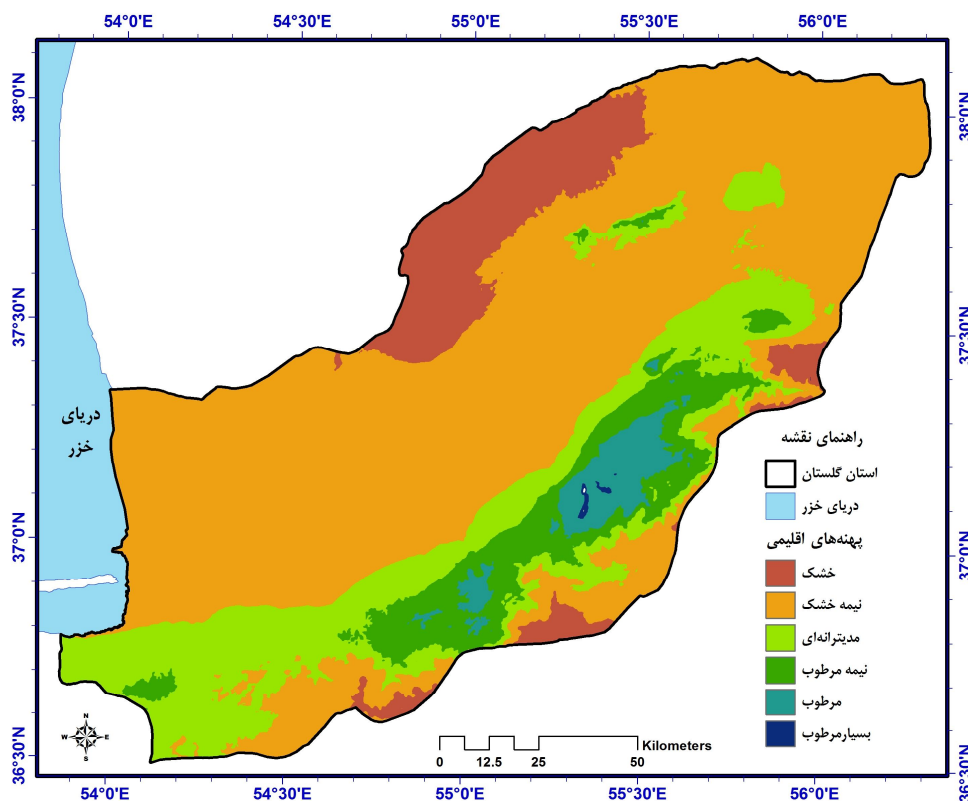 54°0'E 54°30'E 55°0'E 55°30'E 56°0'E
38°0'N
38°0'N
37°30'N
37°30'N
37°0'N
37°0'N
36°30'N
36°30'N
دریای
خزر
راهنمای نقشه
استان گلستان
دریای خزر
پهنه‌های اقلیمی
خشک
نیمه خشک
مدیترانه‌ای
نیمه مرطوب
مرطوب
بسیارمرطوب
N
W E
S
Kilometers
0 12.5 25 50
54°0'E 54°30'E 55°0'E 55°30'E 56°0'E